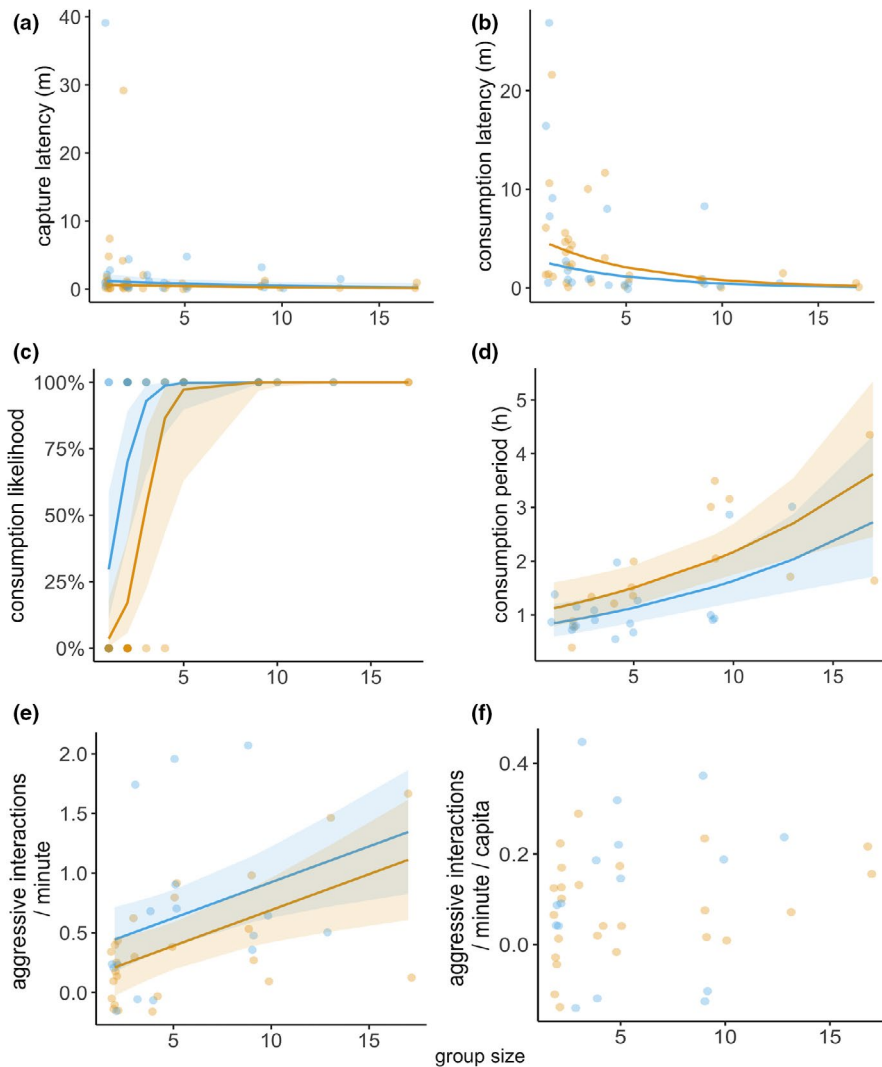 (a)
capture latency (m)
40
30
20
10
0
5
10
15
(b)
consumption latency (m)
20
10
0
5
10
15
(c)
consumption likelihood
100%
75%
50%
25%
0%
5
10
15
(d)
consumption period (h)
5
4
3
2
1
5
10
15
(e)
aggressive interactions
/ minute
2.0
1.5
1.0
0.5
0.0
5
10
15
(f)
aggressive interactions
/ minute / capita
0.4
0.2
0.0
5
10
15
group size